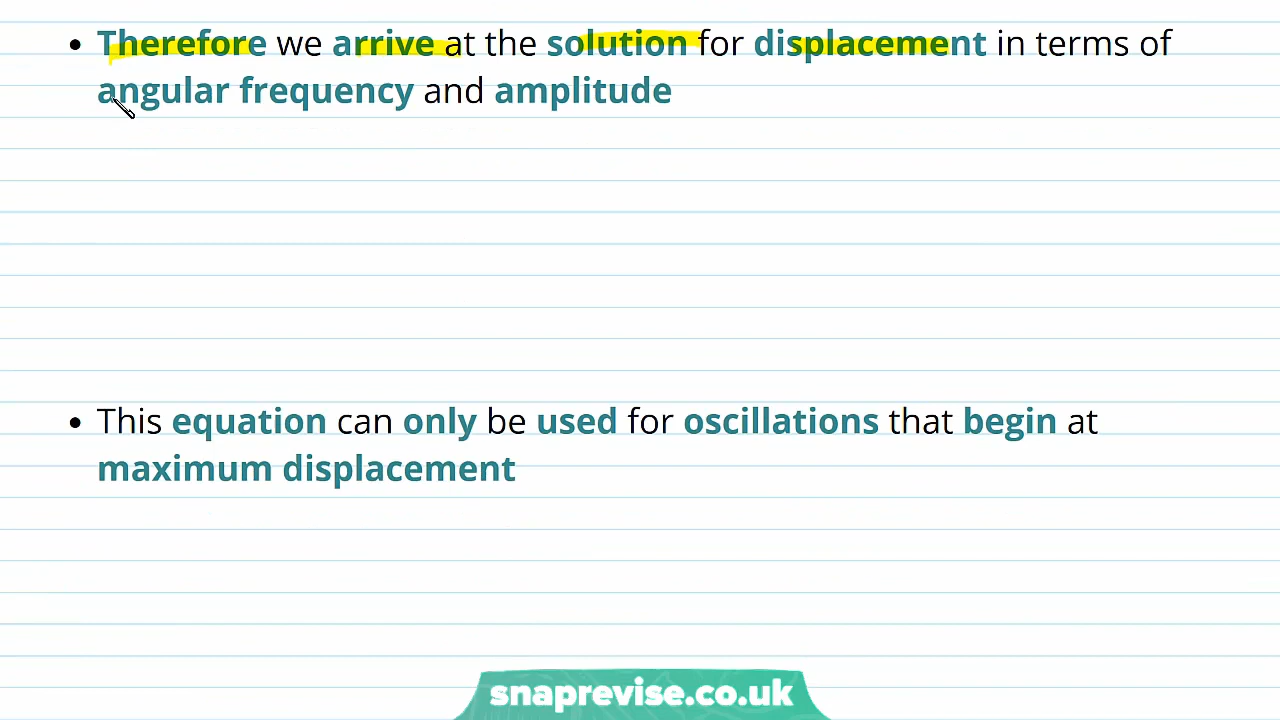 • Therefore we arrive at the solution for displacement in terms of
angular frequency and amplitude
• This equation can only be used for oscillations that begin at
maximum displacement
snaprevise.co.uk